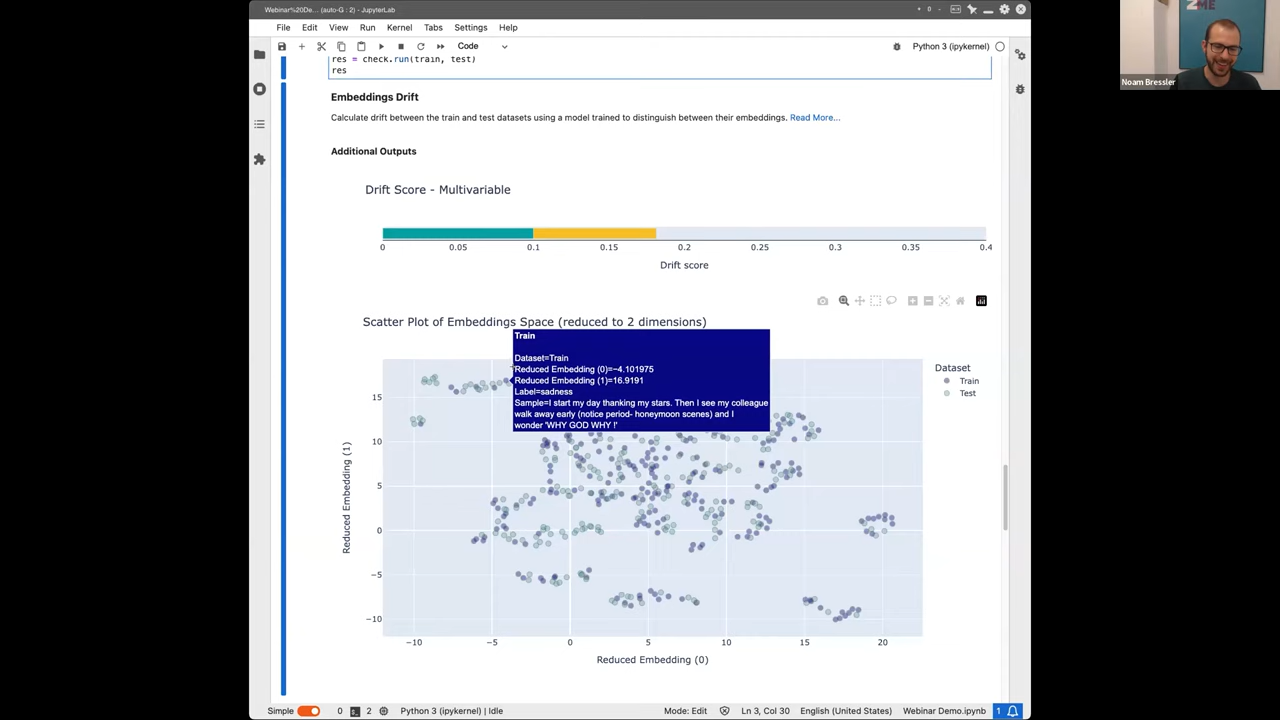 Webinar%20De... (auto-G : 2) - JupyterLab
File Edit View Run Kernel Tabs Settings Help
Code
Python 3 (ipykernel)
res = check.run(train, test)
res
Embeddings Drift
Calculate drift between the train and test datasets using a model trained to distinguish between their embeddings. Read More...
Additional Outputs
Drift Score - Multivariable
0 0.05 0.1 0.15 0.2 0.25 0.3 0.35 0.4
Drift score
Scatter Plot of Embeddings Space (reduced to 2 dimensions)
Train
Dataset=Train
Reduced Embedding (0)=−4.101975
Reduced Embedding (1)=16.9191
Label=sadness
Sample=I start my day thanking my stars. Then I see my colleague
walk away early (notice period- honeymoon scenes) and I
wonder 'WHY GOD WHY !'
Dataset
Train
Test
15
10
5
0
−5
−10
Reduced Embedding (1)
−10 −5 0 5 10 15 20
Reduced Embedding (0)
Simple 0 2 Python 3 (ipykernel) | Idle Mode: Edit Ln 3, Col 30 English (United States) Webinar Demo.ipynb 1
ME
Noam Bressler